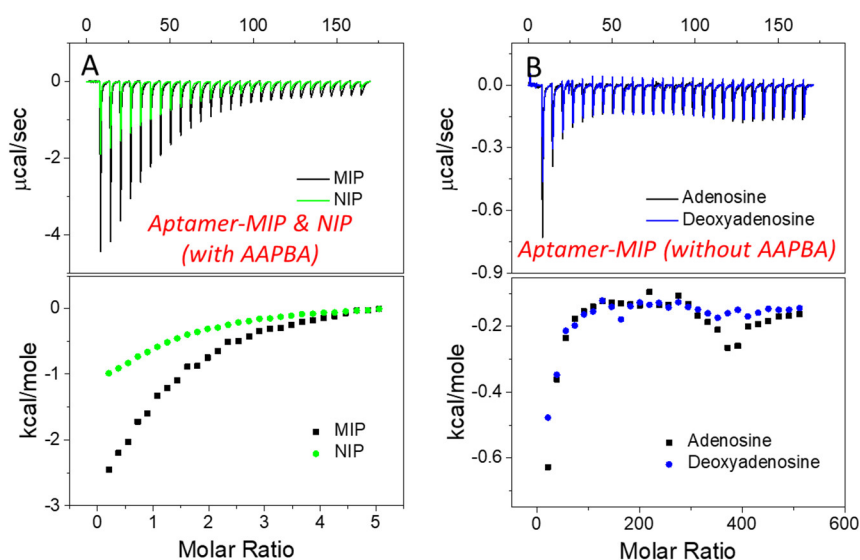 0 50 100 150
A
0
-2
-4
μcal/sec
MIP
NIP
Aptamer-MIP & NIP
(with AAPBA)
0
-1
-2
-3
kcal/mole
MIP
NIP
0 1 2 3 4 5
Molar Ratio
0 50 100 150
B
0.0
-0.3
-0.6
-0.9
μcal/sec
Adenosine
Deoxyadenosine
Aptamer-MIP (without AAPBA)
-0.2
-0.4
-0.6
kcal/mole
Adenosine
Deoxyadenosine
0 200 400 600
Molar Ratio